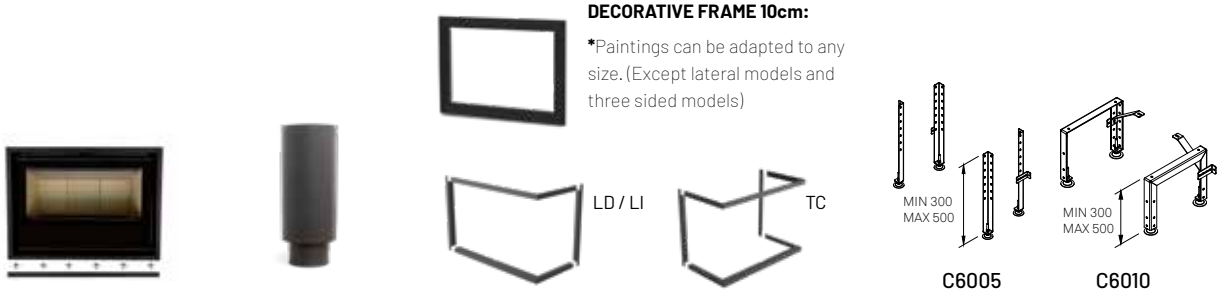 DECORATIVE FRAME 10cm:
*Paintings can be adapted to any
size. (Except lateral models and
three sided models)
LD / LI
TC
MIN 300
MAX 500
C6005
MIN 300
MAX 500
C6010